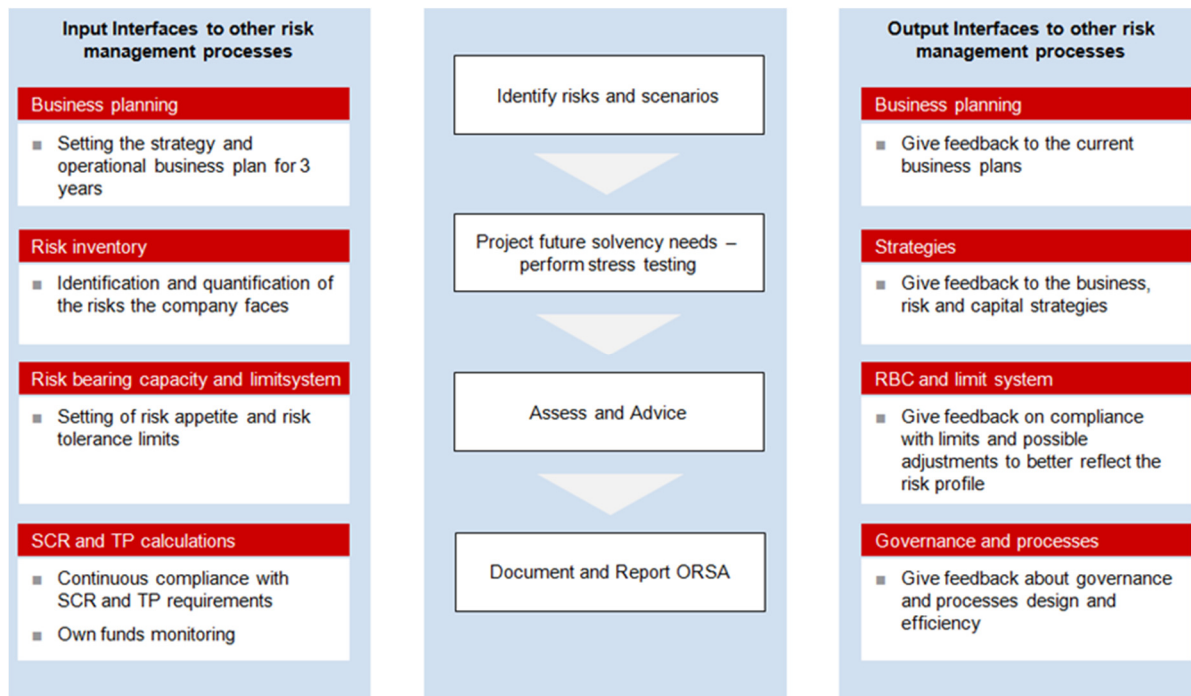 Input Interfaces to other risk
management processes
Business planning
■ Setting the strategy and
operational business plan for 3
years
Risk inventory
■ Identification and quantification of
the risks the company faces
Risk bearing capacity and limitsystem
■ Setting of risk appetite and risk
tolerance limits
SCR and TP calculations
■ Continuous compliance with
SCR and TP requirements
■ Own funds monitoring
Identify risks and scenarios
Project future solvency needs –
perform stress testing
Assess and Advice
Document and Report ORSA
Output Interfaces to other risk
management processes
Business planning
■ Give feedback to the current
business plans
Strategies
■ Give feedback to the business,
risk and capital strategies
RBC and limit system
■ Give feedback on compliance
with limits and possible
adjustments to better reflect the
risk profile
Governance and processes
■ Give feedback about governance
and processes design and
efficiency